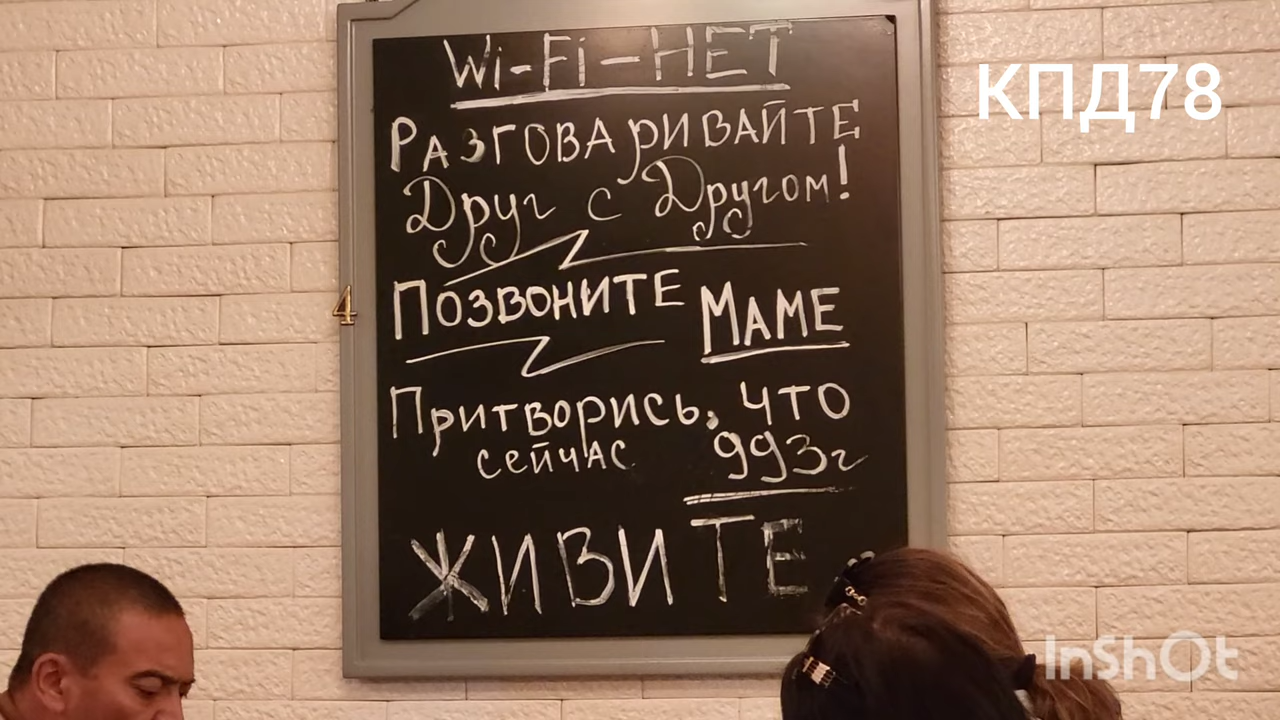 Wi-Fi-НЕТ
КПД78
РАЗГОВАРИВАЙТЕ
Друг с Другом!
ПОЗВОНИТЕ МАМЕ
4
Притворись, что
сейчас 993г
ЖИВИТЕ
InShOt